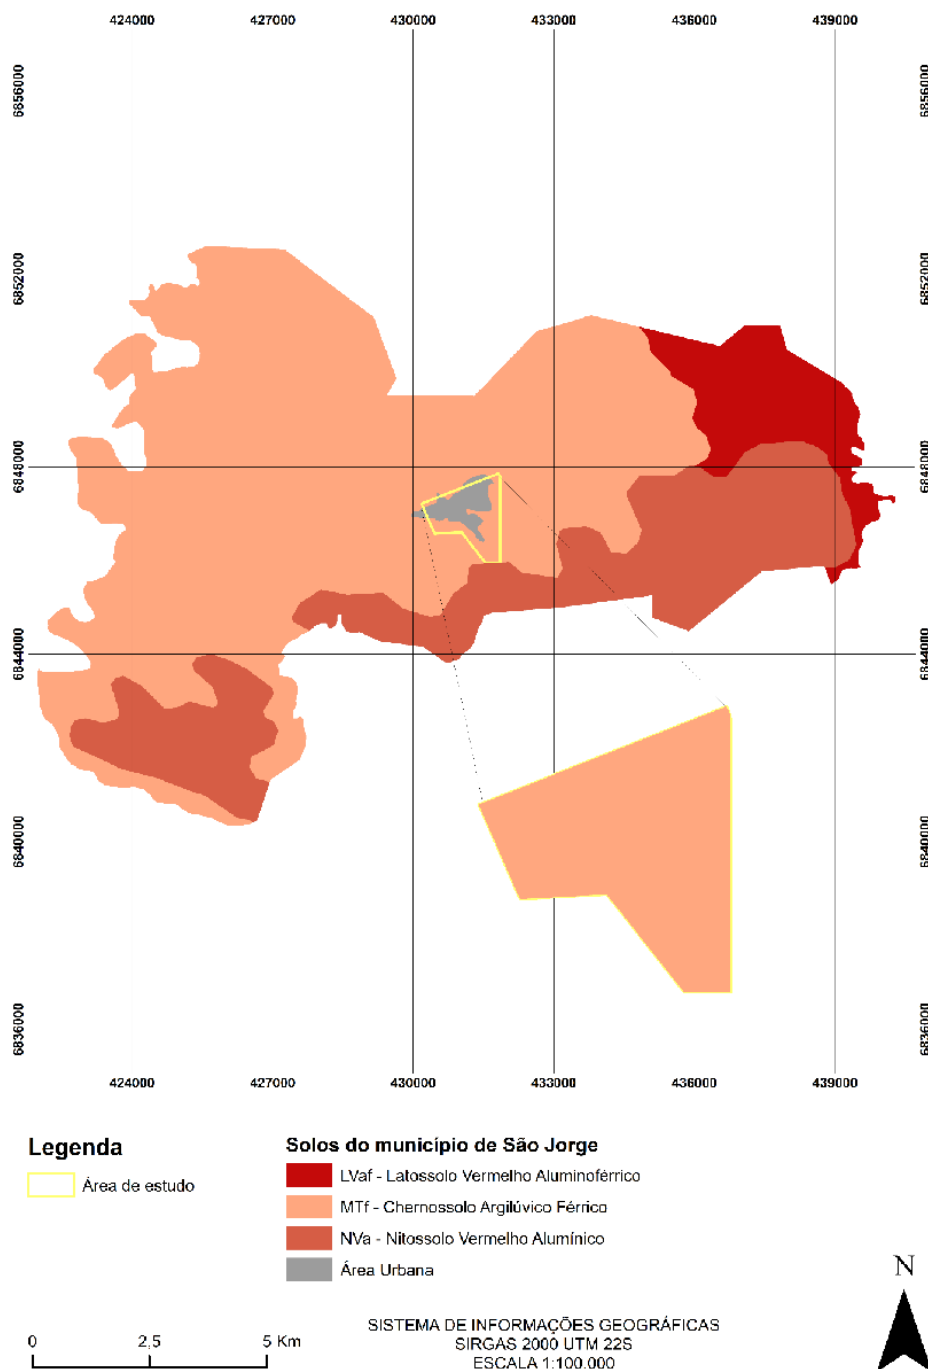 424000 427000 430000 433000 436000 439000
6856000 6856000
6852000 6852000
6848000 6848000
6844000 6844000
6840000 6840000
6836000 6836000
424000 427000 430000 433000 436000 439000
Legenda
Área de estudo
Solos do município de São Jorge
LVaf - Latossolo Vermelho Aluminoférrico
MTf - Chernossolo Argilúvico Férrico
NVa - Nitossolo Vermelho Alumínico
Área Urbana
N
0 2,5 5 Km
SISTEMA DE INFORMAÇÕES GEOGRÁFICAS
SIRGAS 2000 UTM 22S
ESCALA 1:100.000